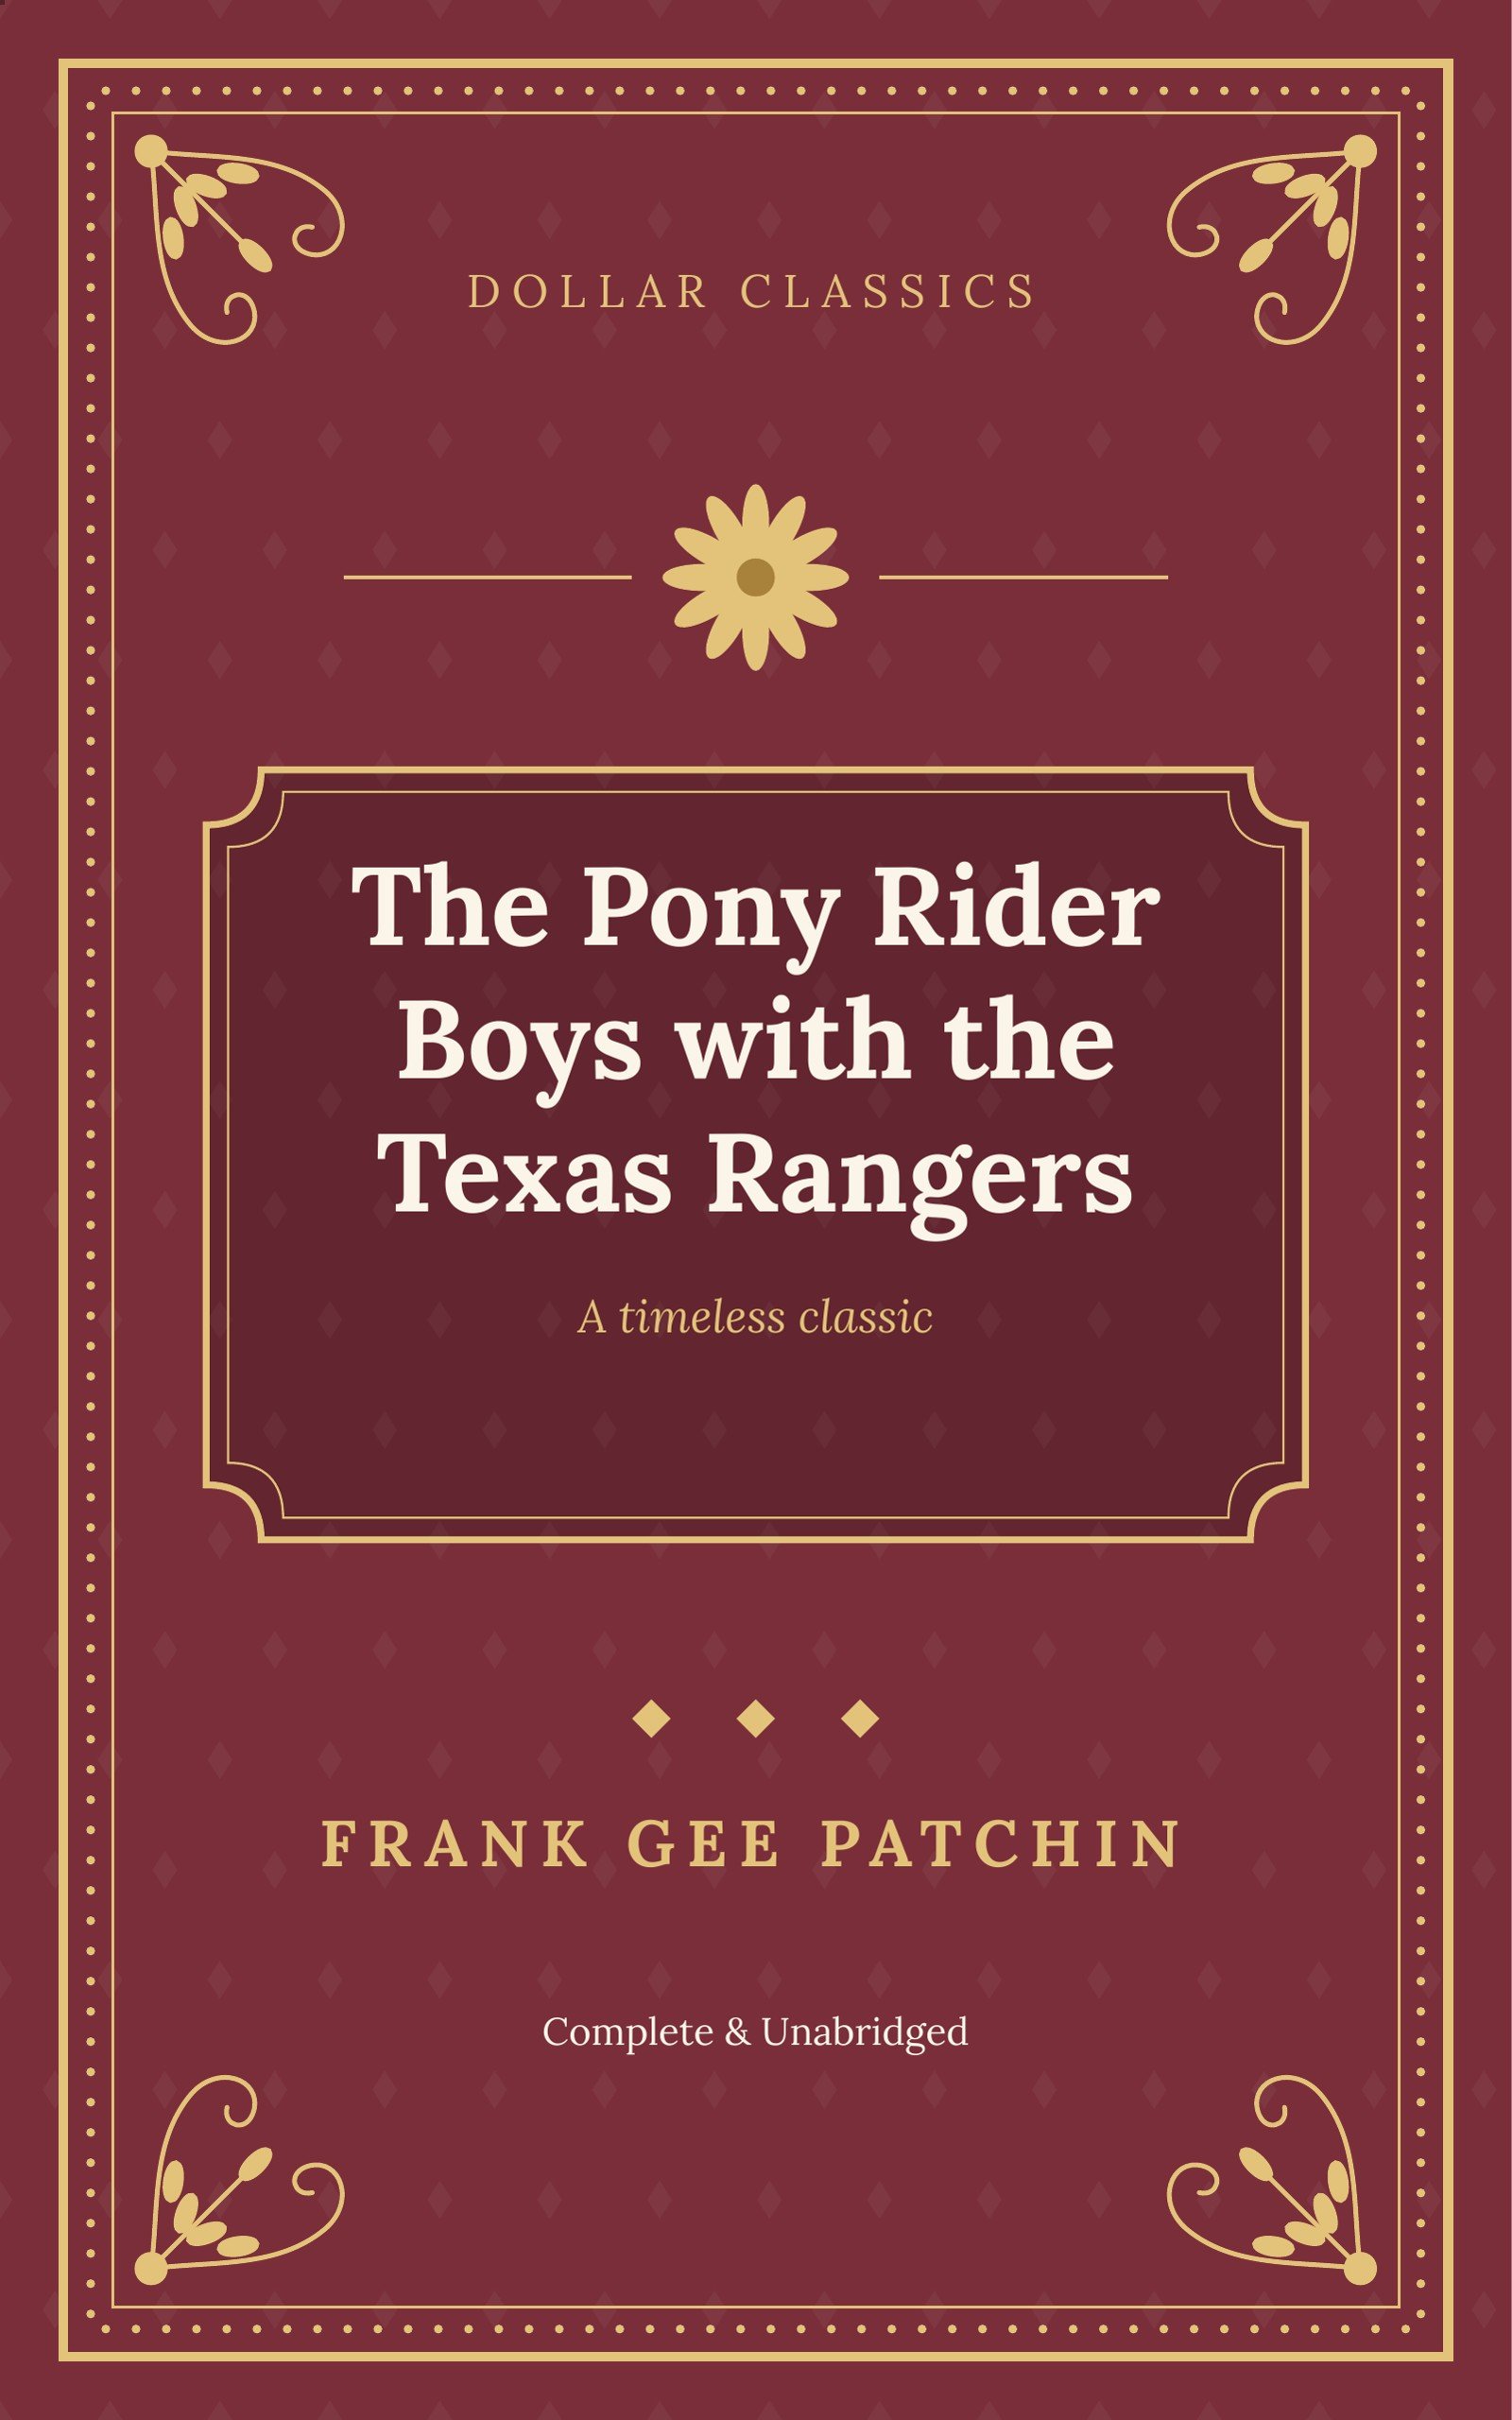 DOLLAR CLASSICS
The Pony Rider
Boys with the
Texas Rangers
A timeless classic
FRANK GEE PATCHIN
Complete & Unabridged